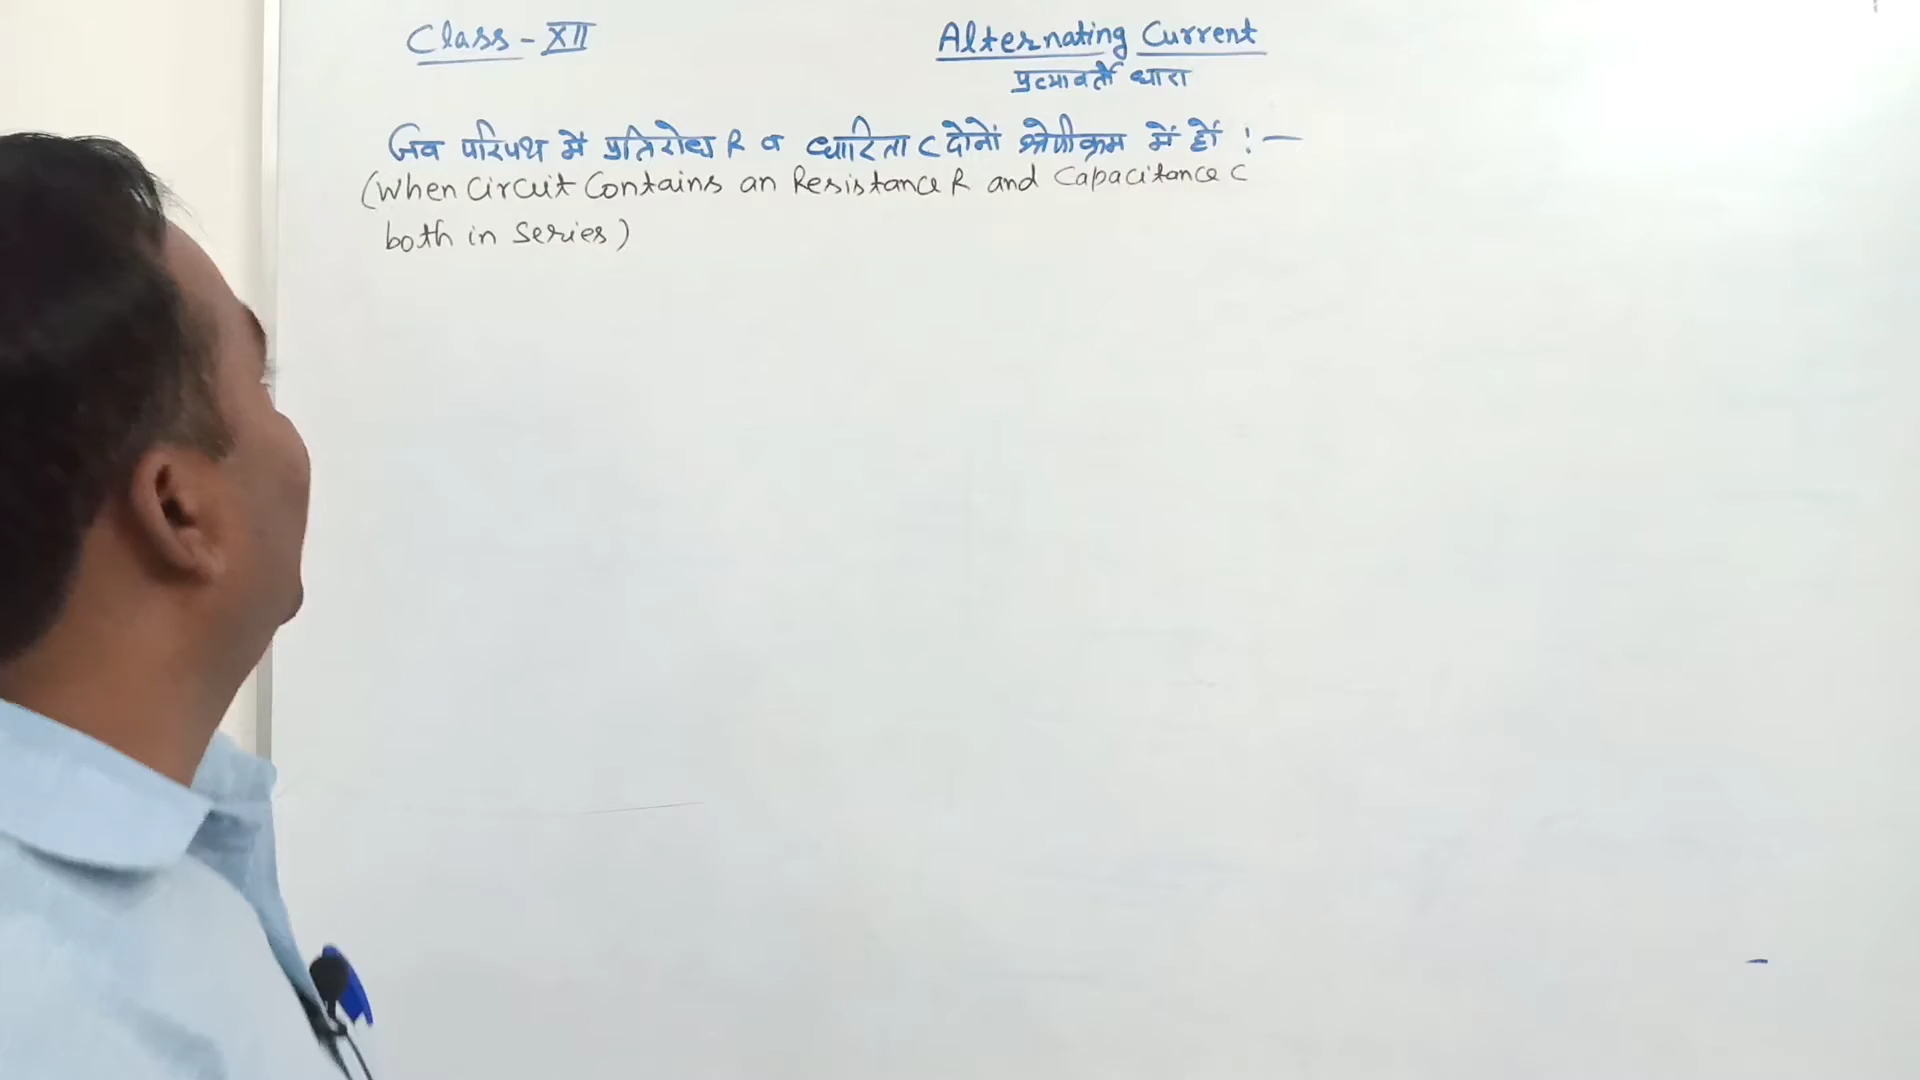 Class - XII
Alternating Current
प्रत्यावर्ती धारा
जब परिपथ में प्रतिरोध R व धारिता C दोनों श्रेणीक्रम में हों :-
(When Circuit Contains an Resistance R and Capacitance C
both in Series)